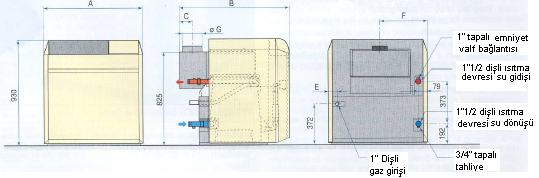 A
B
C
ø G
F
930
825
E
372
79
373
192
1" tapalı emniyet
valf bağlantısı
1"1/2 dişli ısıtma
devresi su gidişi
1"1/2 dişli ısıtma
devresi su dönüşü
3/4" tapalı
tahliye
1" Dişli
gaz girişi